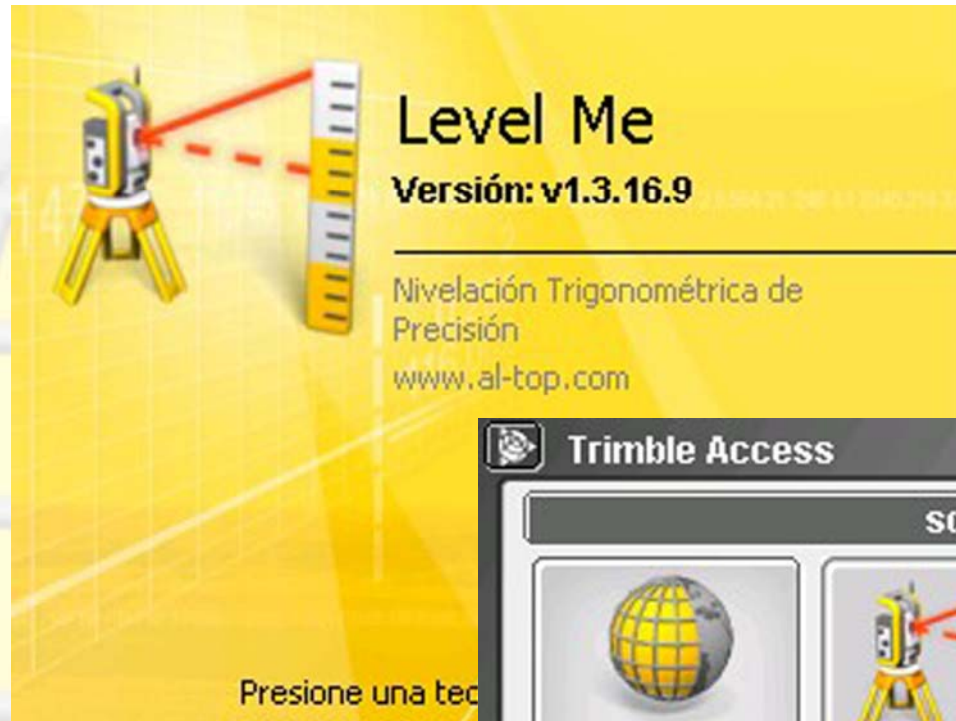 Level Me
Versión: v1.3.16.9
Nivelación Trigonométrica de
Precisión
www.al-top.com
Trimble Access
Presione una